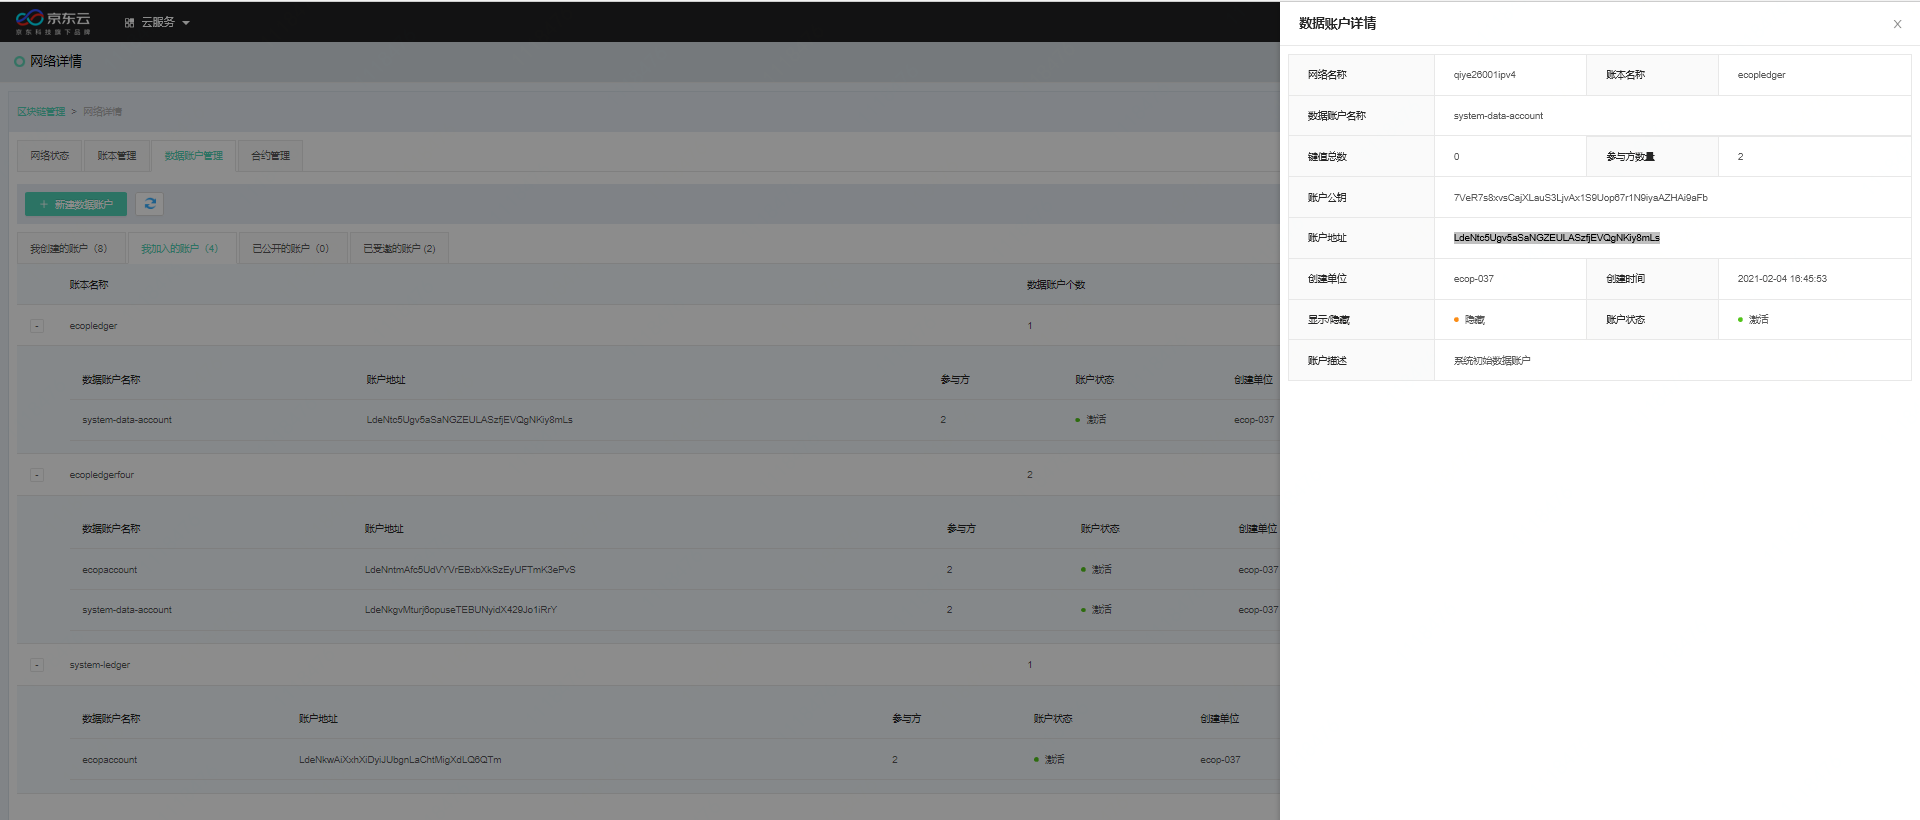 京东云
京东科技旗下品牌
云服务
网络详情
区块链管理 > 网络详情
网络状态 账本管理 数据账户管理 合约管理
+ 新建数据账户
我创建的账户（8） 我加入的账户（4） 已公开的账户（0） 已受邀的账户 (2)
账本名称 数据账户个数
- ecopledger 1
数据账户名称 账户地址 参与方 账户状态 创建单位
system-data-account LdeNtc5Ugv5aSaNGZEULASzfjEVQgNKiy8mLs 2 激活 ecop-037
- ecopledgerfour 2
数据账户名称 账户地址 参与方 账户状态 创建单位
ecopaccount LdeNntmAfc5UdVYVrEBxbXkSzEyUFTmK3ePvS 2 激活 ecop-037
system-data-account LdeNkgvMturj6opuseTEBUNyidX429Jo1iRrY 2 激活 ecop-037
- system-ledger 1
数据账户名称 账户地址 参与方 账户状态 创建单位
ecopaccount LdeNkwAiXxhXiDyiJUbgnLaChtMigXdLQ6QTm 2 激活 ecop-037
数据账户详情 X
网络名称 qiye26001ipv4 账本名称 ecopledger
数据账户名称 system-data-account
键值总数 0 参与方数量 2
账户公钥 7VeR7s8xvsCajXLauS3LjvAx1S9Uop67r1N9iyaAZHAi9aFb
账户地址 LdeNtc5Ugv5aSaNGZEULASzfjEVQgNKiy8mLs
创建单位 ecop-037 创建时间 2021-02-04 16:45:53
显示/隐藏 隐藏 账户状态 激活
账户描述 系统初始数据账户